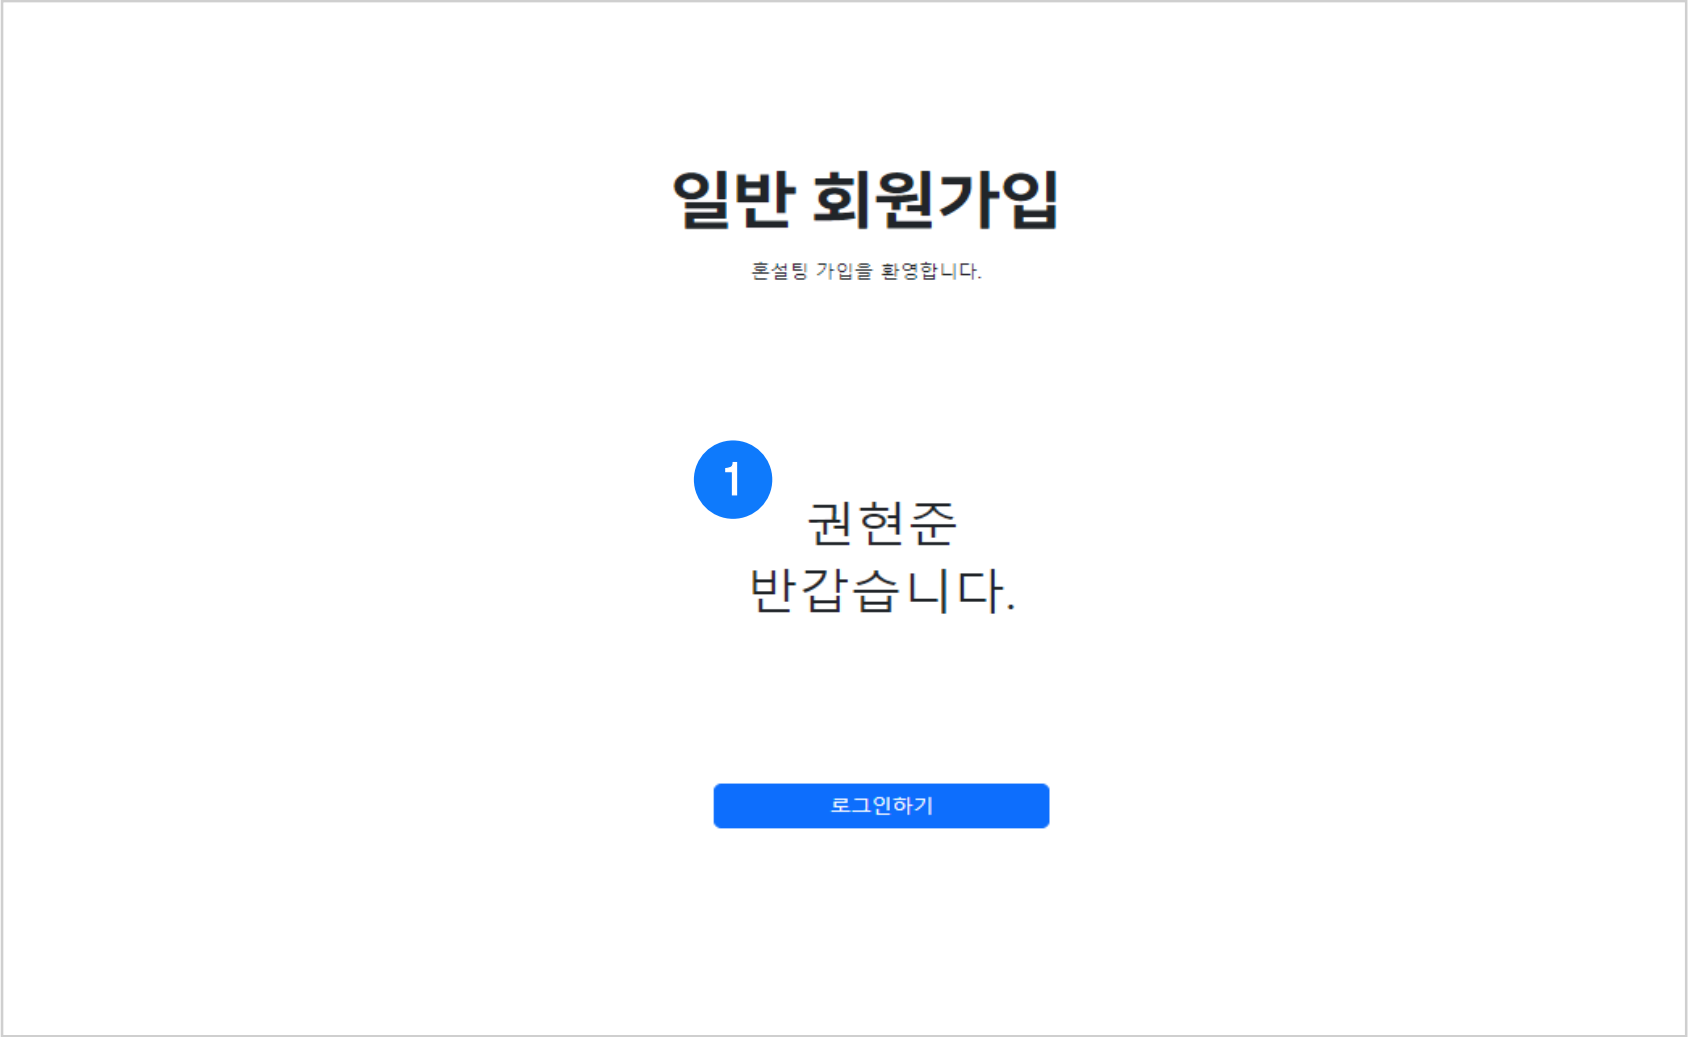 일반 회원가입
혼설팅 가입을 환영합니다.
1
권현준
반갑습니다.
로그인하기